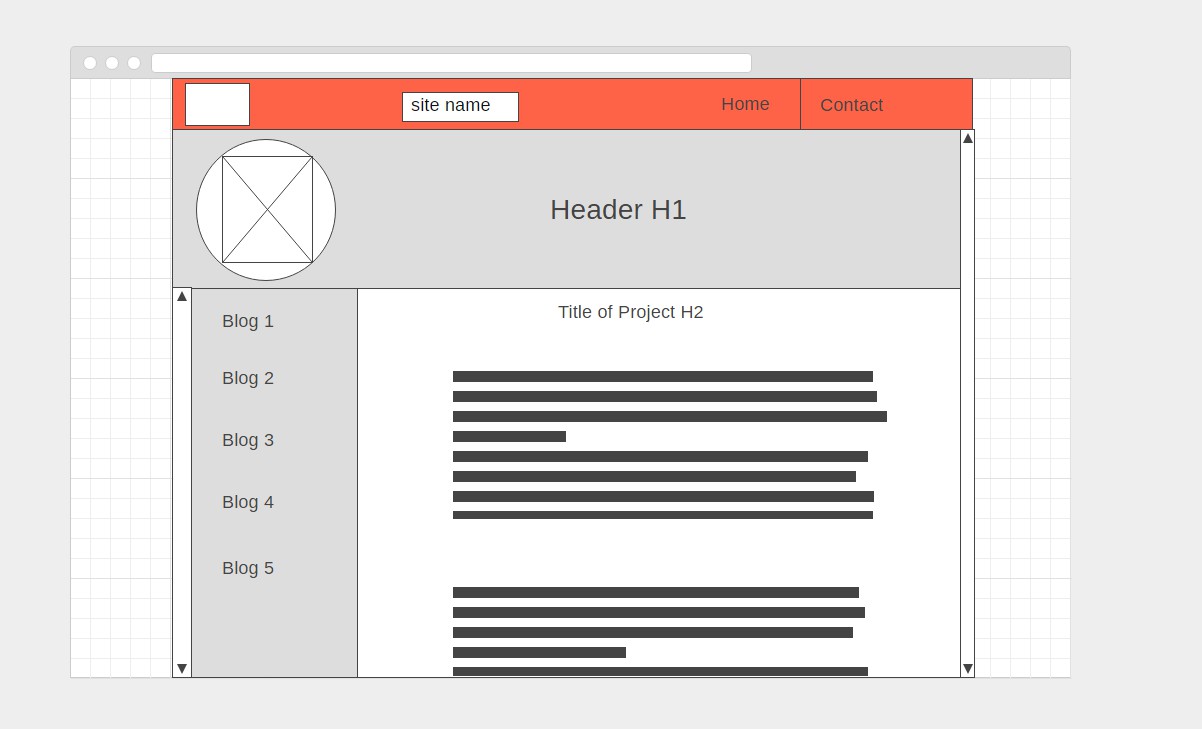 site name
Home
Contact
Header H1
Title of Project H2
Blog 1
Blog 2
Blog 3
Blog 4
Blog 5